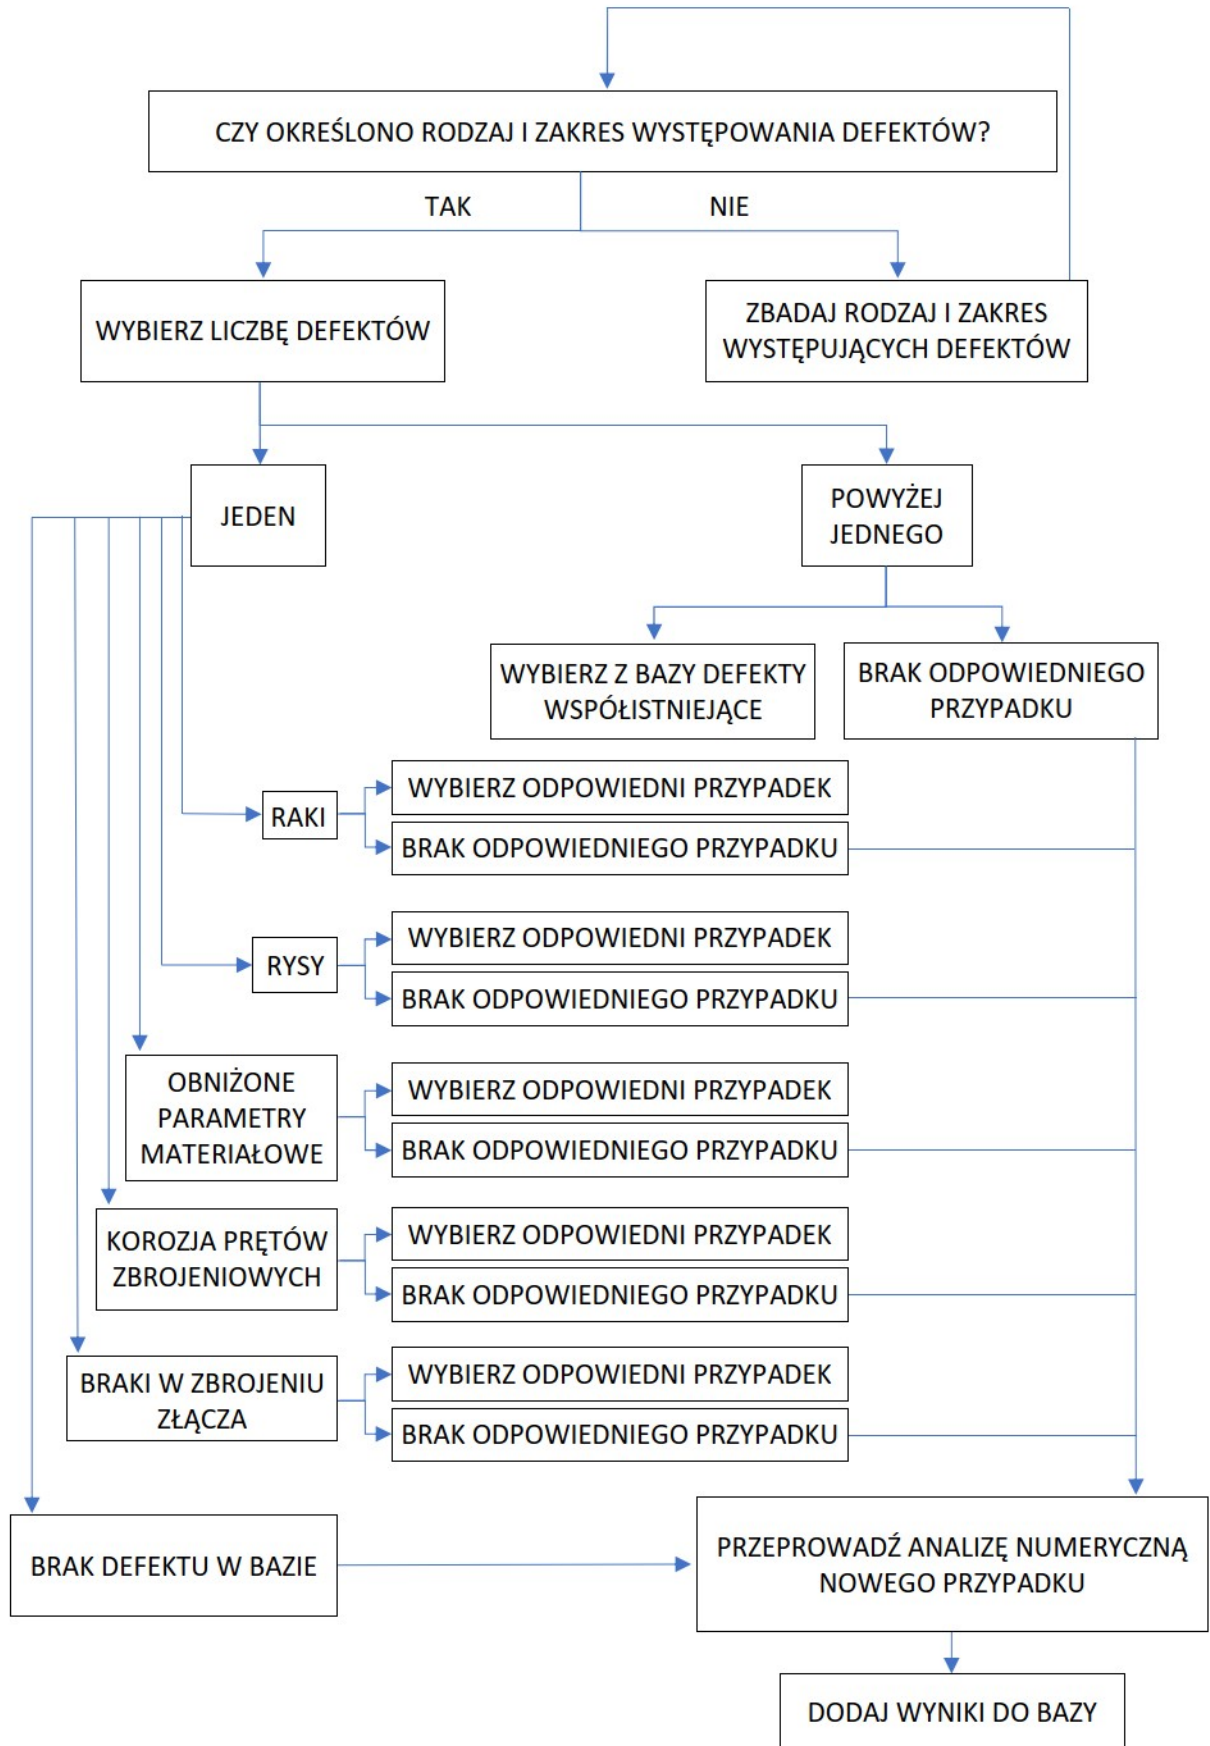 CZY OKREŚLONO RODZAJ I ZAKRES WYSTĘPOWANIA DEFEKTÓW?
TAK
NIE
WYBIERZ LICZBĘ DEFEKTÓW
ZBADAJ RODZAJ I ZAKRES
WYSTĘPUJĄCYCH DEFEKTÓW
JEDEN
POWYŻEJ
JEDNEGO
WYBIERZ Z BAZY DEFEKTY
WSPÓŁISTNIEJĄCE
BRAK ODPOWIEDNIEGO
PRZYPADKU
RAKI
WYBIERZ ODPOWIEDNI PRZYPADEK
BRAK ODPOWIEDNIEGO PRZYPADKU
RYSY
WYBIERZ ODPOWIEDNI PRZYPADEK
BRAK ODPOWIEDNIEGO PRZYPADKU
OBNIŻONE
PARAMETRY
MATERIAŁOWE
WYBIERZ ODPOWIEDNI PRZYPADEK
BRAK ODPOWIEDNIEGO PRZYPADKU
KOROZJA PRĘTÓW
ZBROJENIOWYCH
WYBIERZ ODPOWIEDNI PRZYPADEK
BRAK ODPOWIEDNIEGO PRZYPADKU
BRAKI W ZBROJENIU
ZŁĄCZA
WYBIERZ ODPOWIEDNI PRZYPADEK
BRAK ODPOWIEDNIEGO PRZYPADKU
BRAK DEFEKTU W BAZIE
PRZEPROWADŹ ANALIZĘ NUMERYCZNĄ
NOWEGO PRZYPADKU
DODAJ WYNIKI DO BAZY